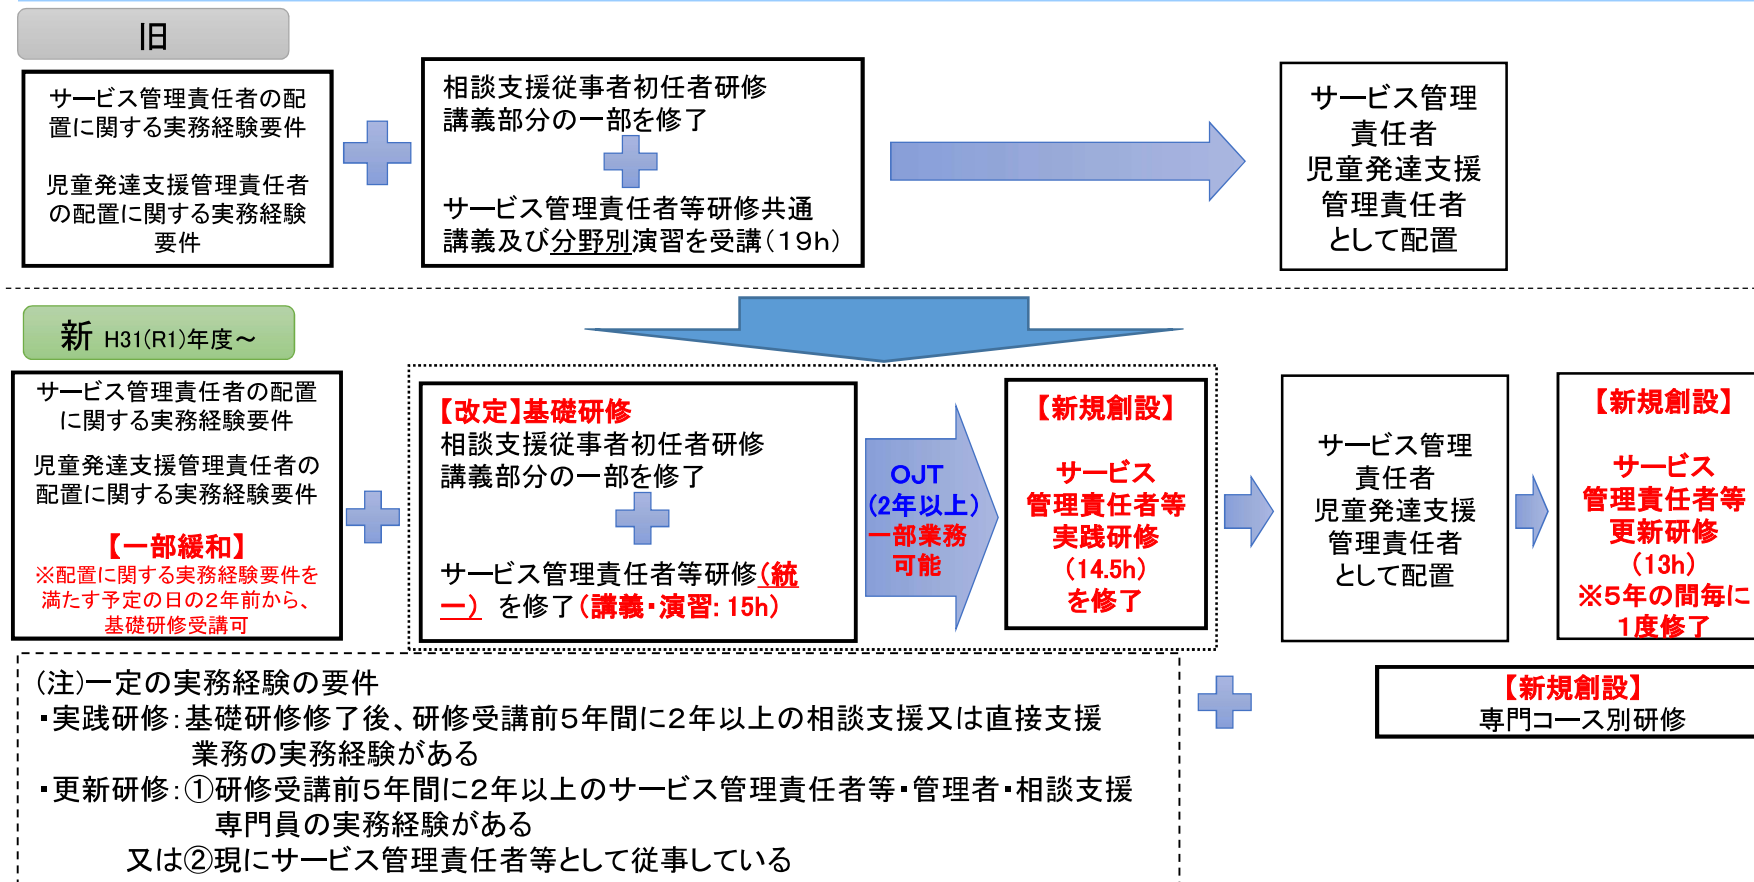 旧
サービス管理責任者の配
置に関する実務経験要件
児童発達支援管理責任者
の配置に関する実務経験
要件
相談支援従事者初任者研修
講義部分の一部を修了
サービス管理責任者等研修共通
講義及び分野別演習を受講(19h)
サービス管理
責任者
児童発達支援
管理責任者
として配置
新 H31(R1)年度~
サービス管理責任者の配置
に関する実務経験要件
児童発達支援管理責任者の
配置に関する実務経験要件
【一部緩和】
※配置に関する実務経験要件を
満たす予定の日の2年前から、
基礎研修受講可
【改定】基礎研修
相談支援従事者初任者研修
講義部分の一部を修了
サービス管理責任者等研修(統
一) を修了(講義・演習:15h)
OJT
(2年以上)
一部業務
可能
【新規創設】
サービス
管理責任者等
実践研修
(14.5h)
を修了
サービス管理
責任者
児童発達支援
管理責任者
として配置
【新規創設】
サービス
管理責任者等
更新研修
(13h)
※5年の間毎に
1度修了
【新規創設】
専門コース別研修
(注)一定の実務経験の要件
・実践研修:基礎研修修了後、研修受講前5年間に2年以上の相談支援又は直接支援
業務の実務経験がある
・更新研修:①研修受講前5年間に2年以上のサービス管理責任者等・管理者・相談支援
専門員の実務経験がある
又は②現にサービス管理責任者等として従事している